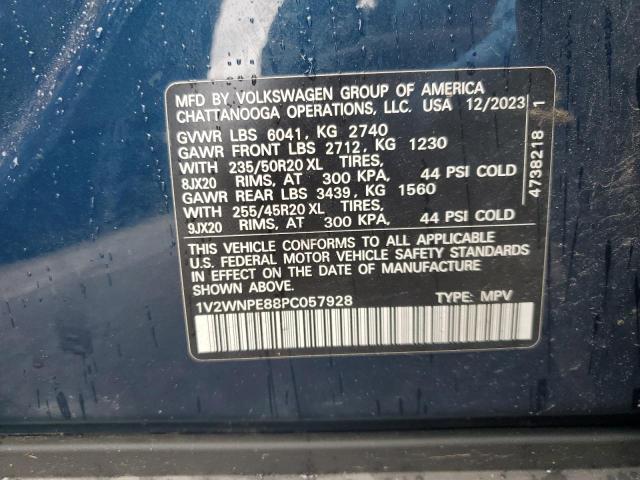 MFD BY VOLKSWAGEN GROUP OF AMERICA
CHATTANOOGA OPERATIONS, LLC. USA 12/2023
GVWR LBS 6041, KG 2740
GAWR FRONT LBS 2712, KG 1230
WITH 235/50R20 XL TIRES,
8JX20 RIMS, AT 300 KPA, 44 PSI COLD
GAWR REAR LBS 3439, KG 1560
WITH 255/45R20 XL TIRES,
9JX20 RIMS, AT 300 KPA, 44 PSI COLD
THIS VEHICLE CONFORMS TO ALL APPLICABLE
U.S. FEDERAL MOTOR VEHICLE SAFETY STANDARDS
IN EFFECT ON THE DATE OF MANUFACTURE
SHOWN ABOVE.
1V2WNPE88PC057928 TYPE: MPV
4738218 1